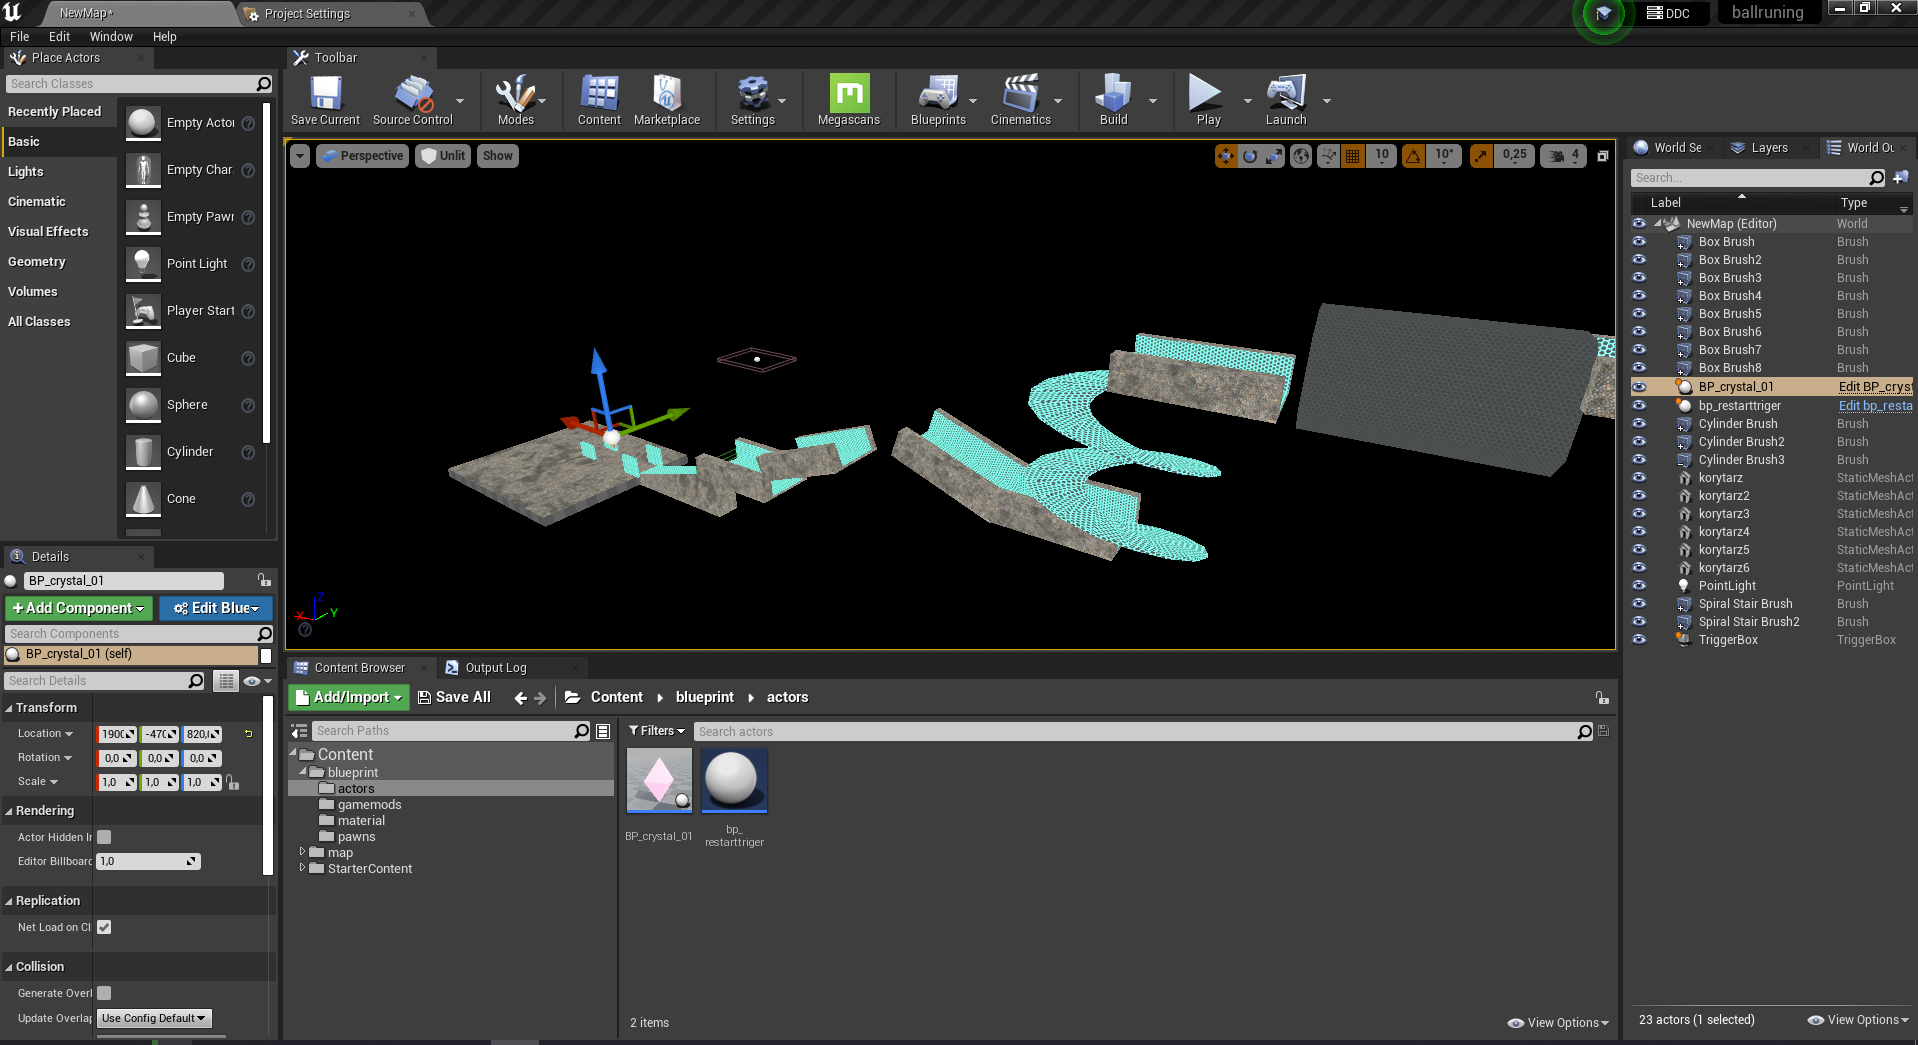 NewMap*
Project Settings
DDC
ballruning
File Edit Window Help
Place Actors
Toolbar
Search Classes
Recently Placed
Basic
Lights
Cinematic
Visual Effects
Geometry
Volumes
All Classes
Empty Actor
Empty Char
Empty Pawn
Point Light
Player Start
Cube
Sphere
Cylinder
Cone
Save Current
Source Control
Modes
Content
Marketplace
Settings
Megascans
Blueprints
Cinematics
Build
Play
Launch
Perspective
Unlit
Show
10
10°
0,25
4
X
Y
Z
World Se
Layers
World Ou
Search...
Label Type
NewMap (Editor) World
Box Brush Brush
Box Brush2 Brush
Box Brush3 Brush
Box Brush4 Brush
Box Brush5 Brush
Box Brush6 Brush
Box Brush7 Brush
Box Brush8 Brush
BP_crystal_01 Edit BP_cryst
bp_restarttriger Edit bp_resta
Cylinder Brush Brush
Cylinder Brush2 Brush
Cylinder Brush3 Brush
korytarz StaticMeshAct
korytarz2 StaticMeshAct
korytarz3 StaticMeshAct
korytarz4 StaticMeshAct
korytarz5 StaticMeshAct
korytarz6 StaticMeshAct
PointLight PointLight
Spiral Stair Brush Brush
Spiral Stair Brush2 Brush
TriggerBox TriggerBox
23 actors (1 selected)
View Options
Details
BP_crystal_01
+Add Component
Edit Blue
Search Components
BP_crystal_01 (self)
Search Details
Transform
Location 1900 -470 820,
Rotation 0,0 0,0 0,0
Scale 1,0 1,0 1,0
Rendering
Actor Hidden In
Editor Billboard 1,0
Replication
Net Load on Cl
Collision
Generate Overl
Update Overlap Use Config Default
Content Browser
Output Log
Add/Import
Save All
Content
blueprint
actors
Search Paths
Filters
Search actors
Content
blueprint
actors
gamemods
material
pawns
map
StarterContent
BP_crystal_01
bp_
restarttriger
2 items
View Options